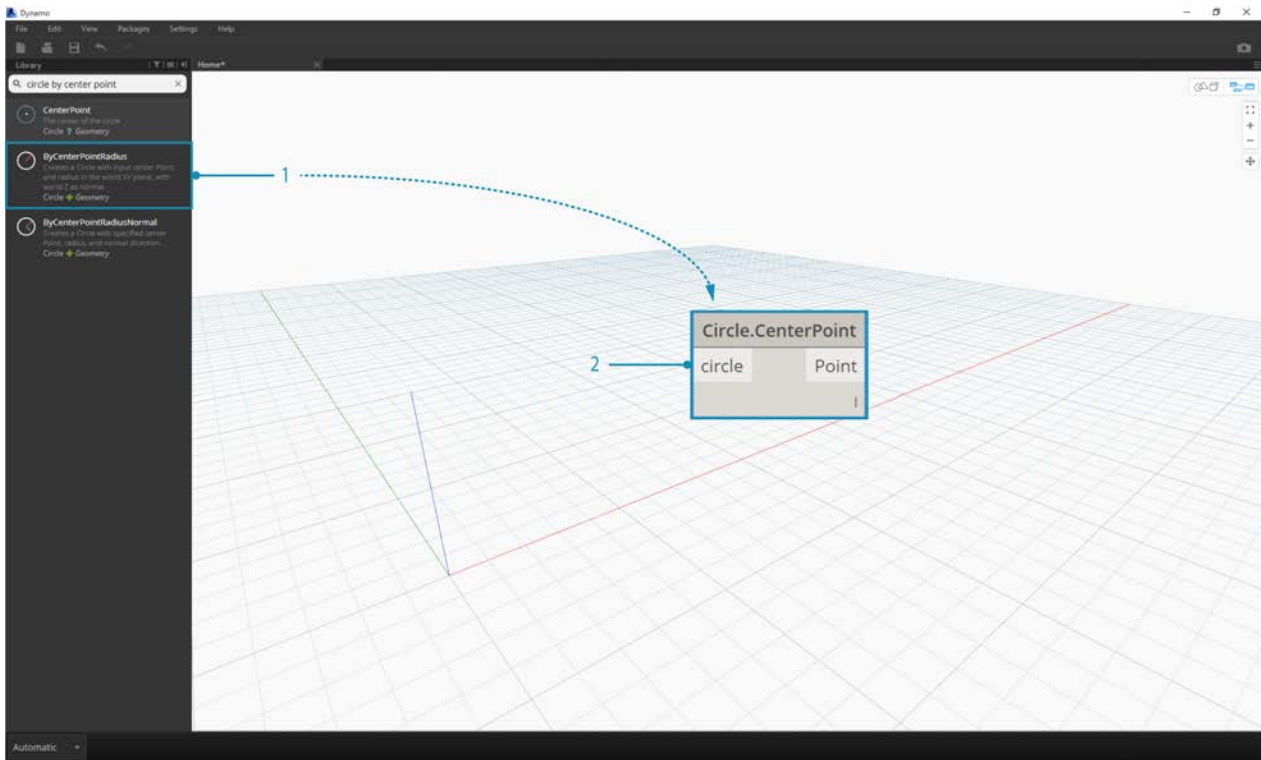 Dynamo
File Edit View Packages Settings Help
Library
Home*
circle by center point
CenterPoint
The center of the circle
Circle ? Geometry
ByCenterPointRadius
Creates a Circle with input center Point
and radius in the world XY plane, with
world Z as normal.
Circle + Geometry
ByCenterPointRadiusNormal
Creates a Circle with specified center
Point, radius, and normal direction.
Circle + Geometry
1
Circle.CenterPoint
2
circle Point
Automatic